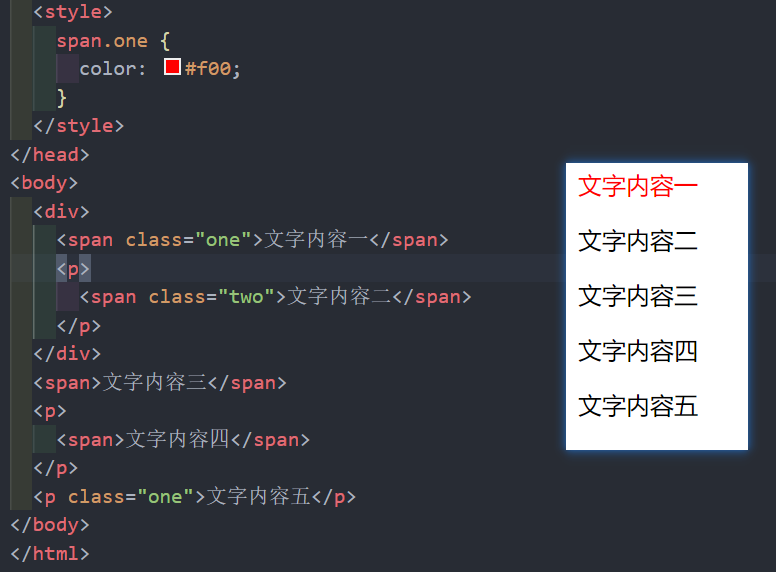 <style>
span.one {
color: #f00;
}
</style>
</head>
<body>
<div>
<span class="one">文字内容一</span>
<p>
<span class="two">文字内容二</span>
</p>
</div>
<span>文字内容三</span>
<p>
<span>文字内容四</span>
</p>
<p class="one">文字内容五</p>
</body>
</html>
文字内容一
文字内容二
文字内容三
文字内容四
文字内容五